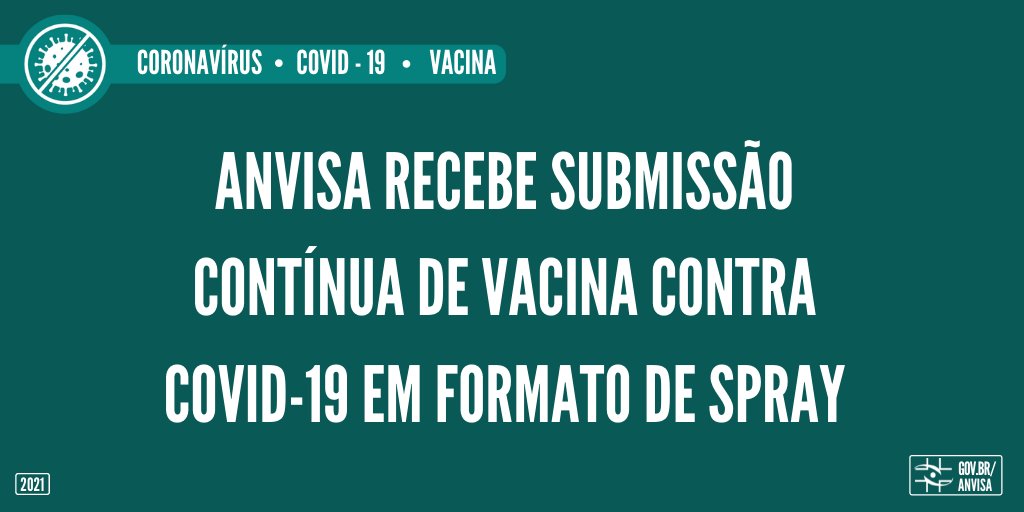 CORONAVÍRUS • COVID - 19 • VACINA
ANVISA RECEBE SUBMISSÃO
CONTÍNUA DE VACINA CONTRA
COVID-19 EM FORMATO DE SPRAY
2021
GOV.BR/
ANVISA